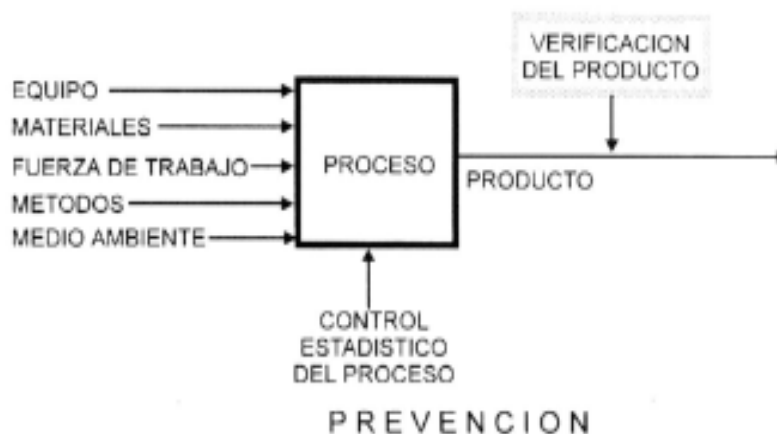 VERIFICACION
DEL PRODUCTO
EQUIPO
MATERIALES
FUERZA DE TRABAJO
METODOS
MEDIO AMBIENTE
PROCESO
PRODUCTO
CONTROL
ESTADISTICO
DEL PROCESO
PREVENCION